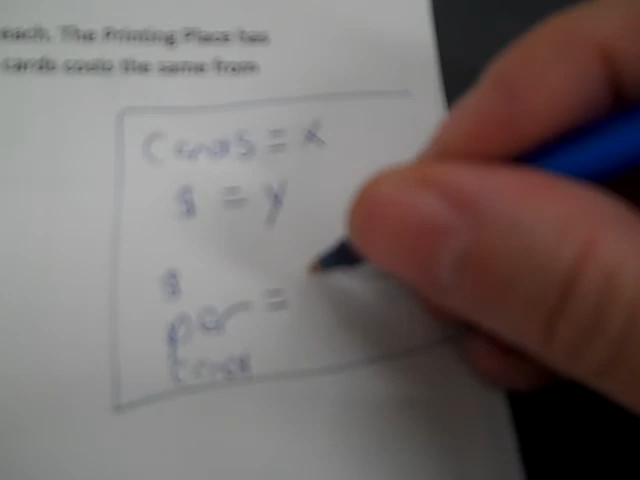 each. The Printing Place has
cards costs the same from
Cards = x
$ = y
$
per =
card